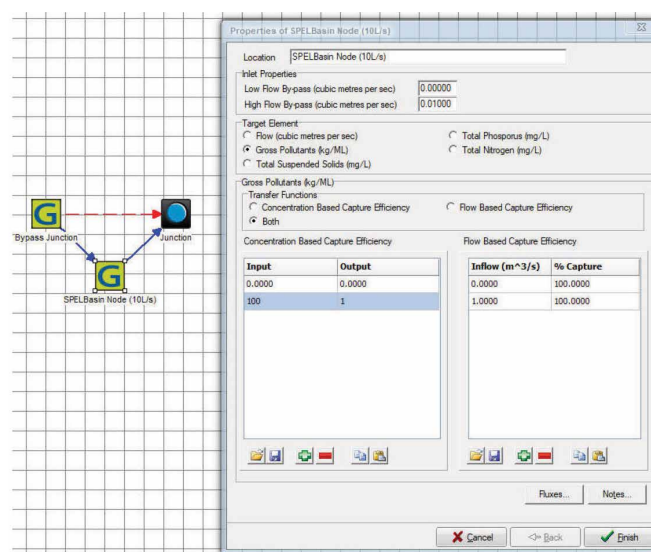 Properties of SPELBasin Node (10L/s)
Location SPELBasin Node (10L/s)
Inlet Properties
Low Flow By-pass (cubic metres per sec) 0.00000
High Flow By-pass (cubic metres per sec) 0.01000
Target Element
Flow (cubic metres per sec)
Total Phosporus (mg/L)
Gross Pollutants (kg/ML)
Total Nitrogen (mg/L)
Total Suspended Solids (mg/L)
Gross Pollutants (kg/ML)
Transfer Functions
Concentration Based Capture Efficiency
Flow Based Capture Efficiency
Both
Concentration Based Capture Efficiency
Input Output
0.0000 0.0000
100 1
Flow Based Capture Efficiency
Inflow (m^3/s) % Capture
0.0000 100.0000
1.0000 100.0000
Fluxes... Notes...
Cancel Back Finish
G
Bypass Junction
Junction
G
SPELBasin Node (10L/s)